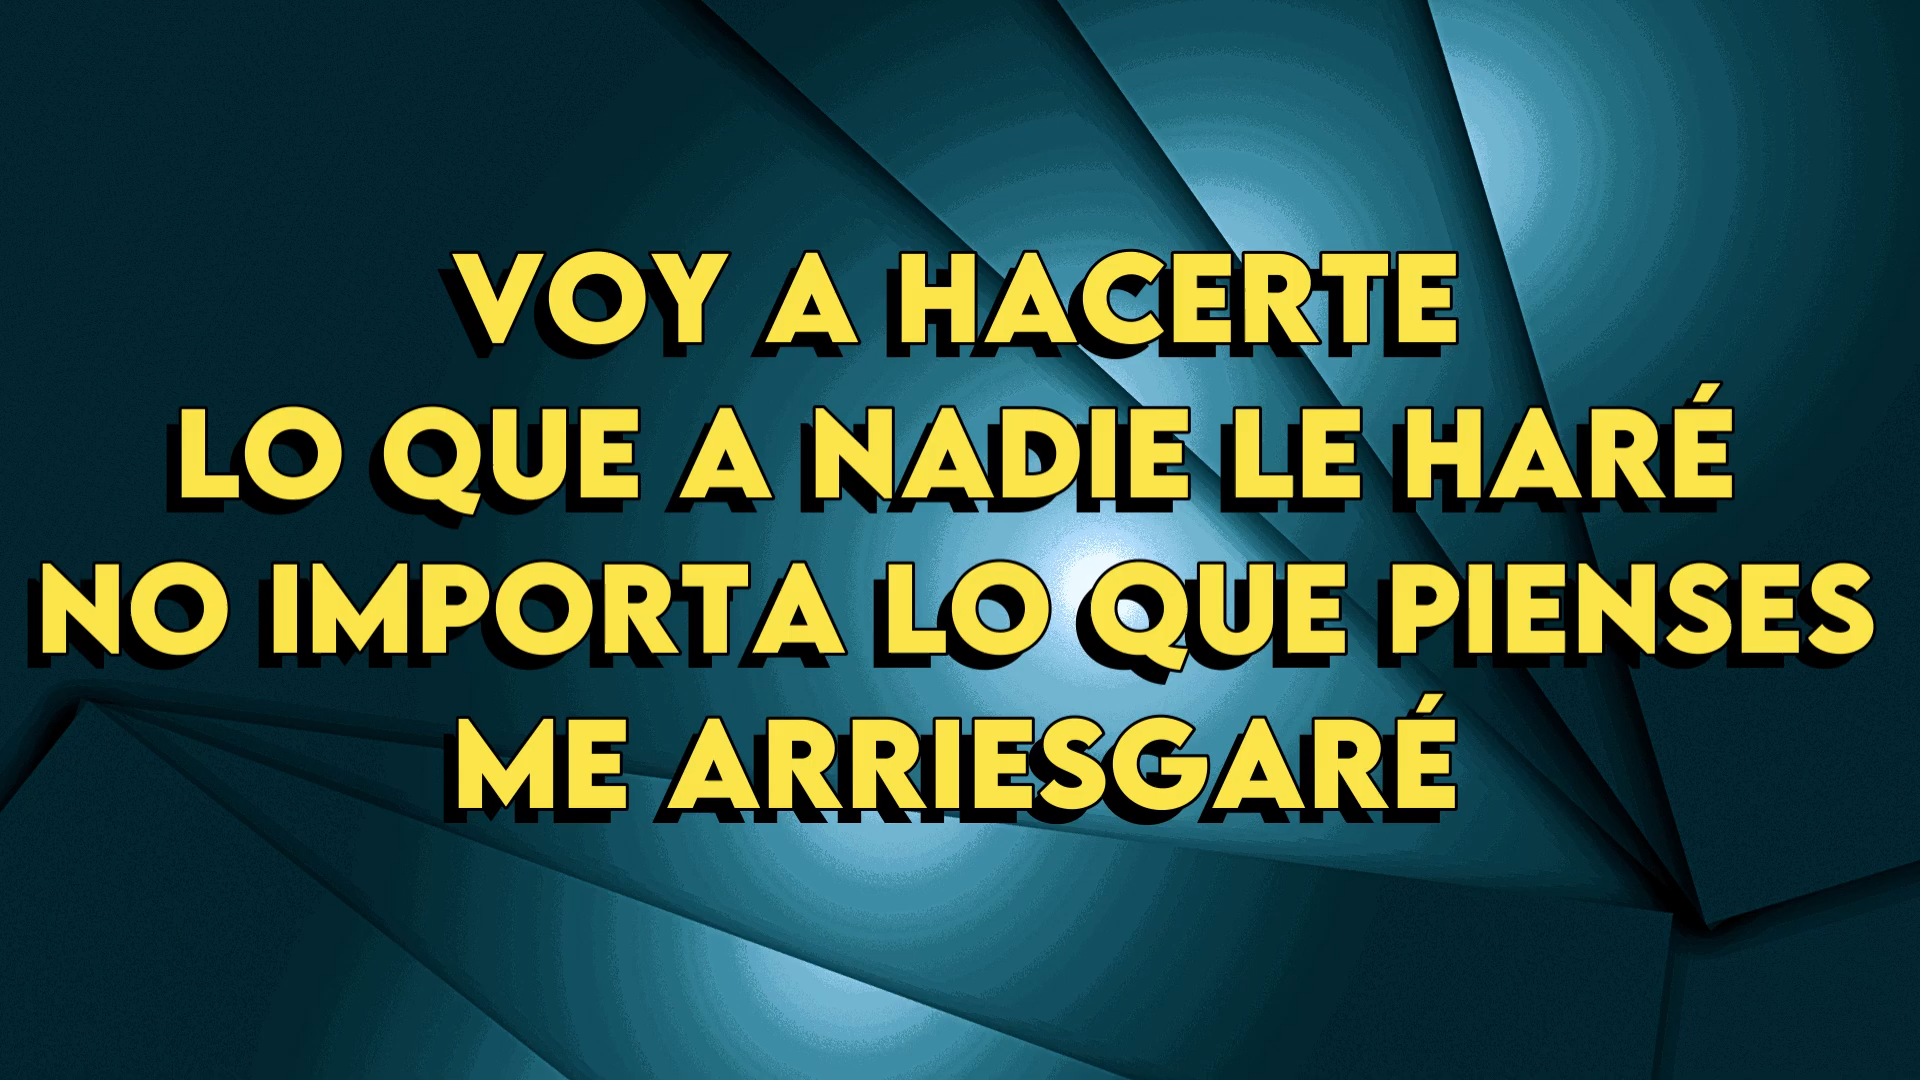 VOY A HACERTE
LO QUE A NADIE LE HARÉ
NO IMPORTA LO QUE PIENSES
ME ARRIESGARÉ